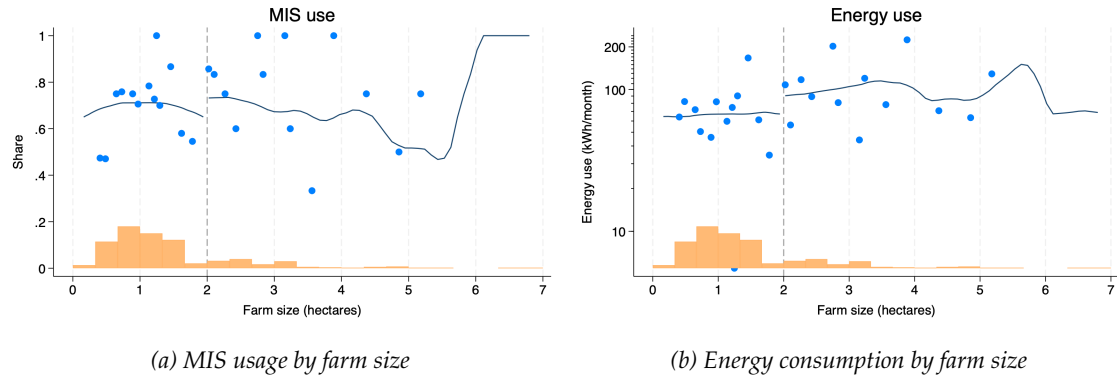 MIS use
1
.8
.6
.4
.2
0
Share
0 1 2 3 4 5 6 7
Farm size (hectares)
(a) MIS usage by farm size
Energy use
200
100
10
Energy use (kWh/month)
0 1 2 3 4 5 6 7
Farm size (hectares)
(b) Energy consumption by farm size